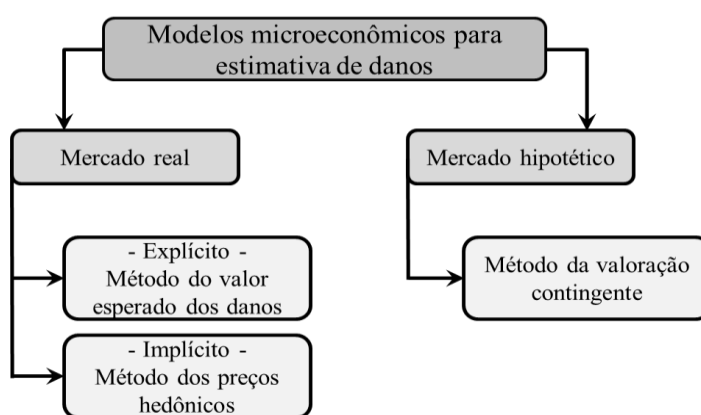 Modelos microeconômicos para
estimativa de danos
Mercado real
Mercado hipotético
- Explícito -
Método do valor
esperado dos danos
Método da valoração
contingente
- Implícito -
Método dos preços
hedônicos